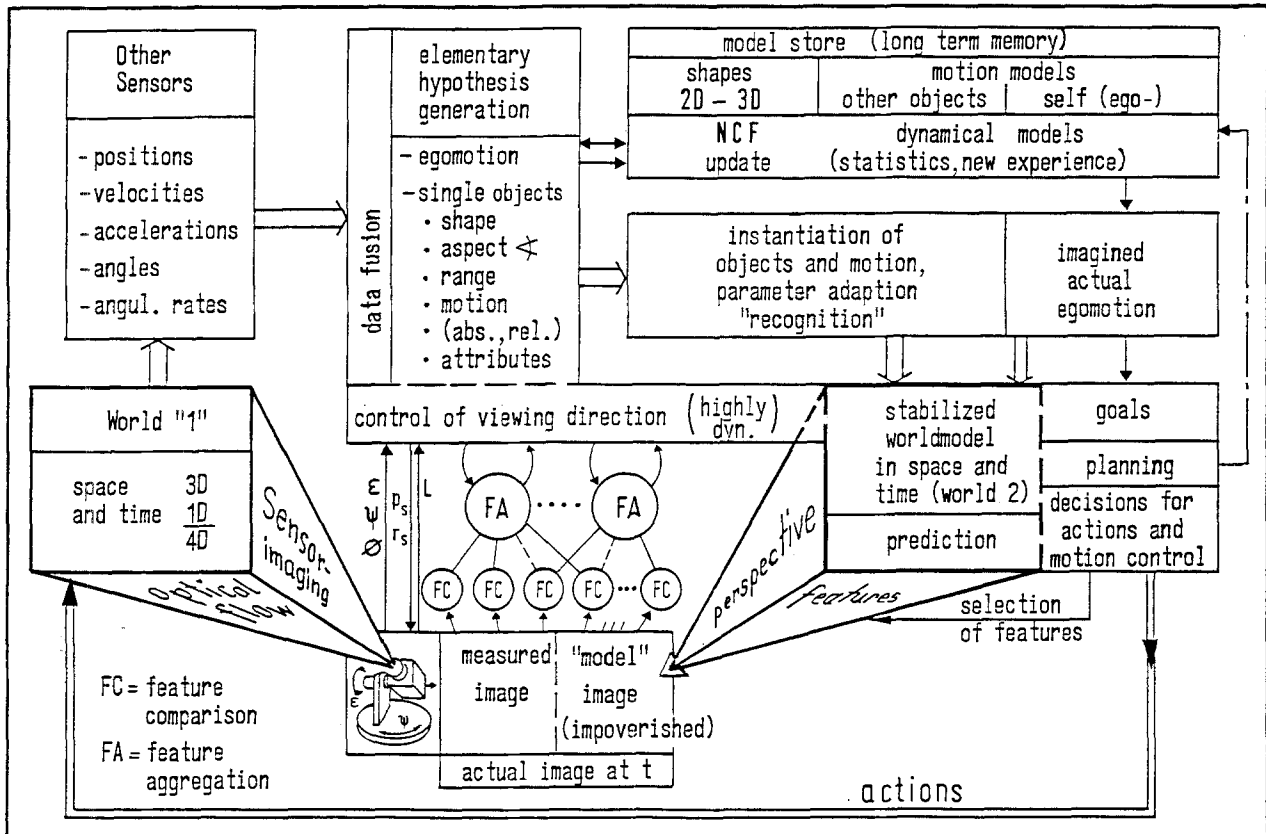 Other
Sensors
-positions
-velocities
-accelerations
-angles
-angul. rates
data fusion
elementary
hypothesis
generation
-egomotion
-single objects
· shape
· aspect ∢
· range
· motion
· (abs.,rel.)
· attributes
model store (long term memory)
shapes
2D – 3D
motion models
other objects
self (ego-)
NCF
update
dynamical models
(statistics,new experience)
instantiation of
objects and motion,
parameter adaption
"recognition"
imagined
actual
egomotion
World "1"
space 3D
and time 1D
4D
Sensor-
imaging
optical
flow
control of viewing direction (highly dyn.)
ε
ψ
Ø
p_s
r_s
L
FA
····
FA
FC
FC
FC
FC
···
FC
perspective
features
stabilized
worldmodel
in space and
time (world 2)
prediction
goals
planning
decisions for
actions and
motion control
selection
of features
ε
ψ
measured
image
"model"
image
(impoverished)
actual image at t
FC = feature
comparison
FA = feature
aggregation
actions